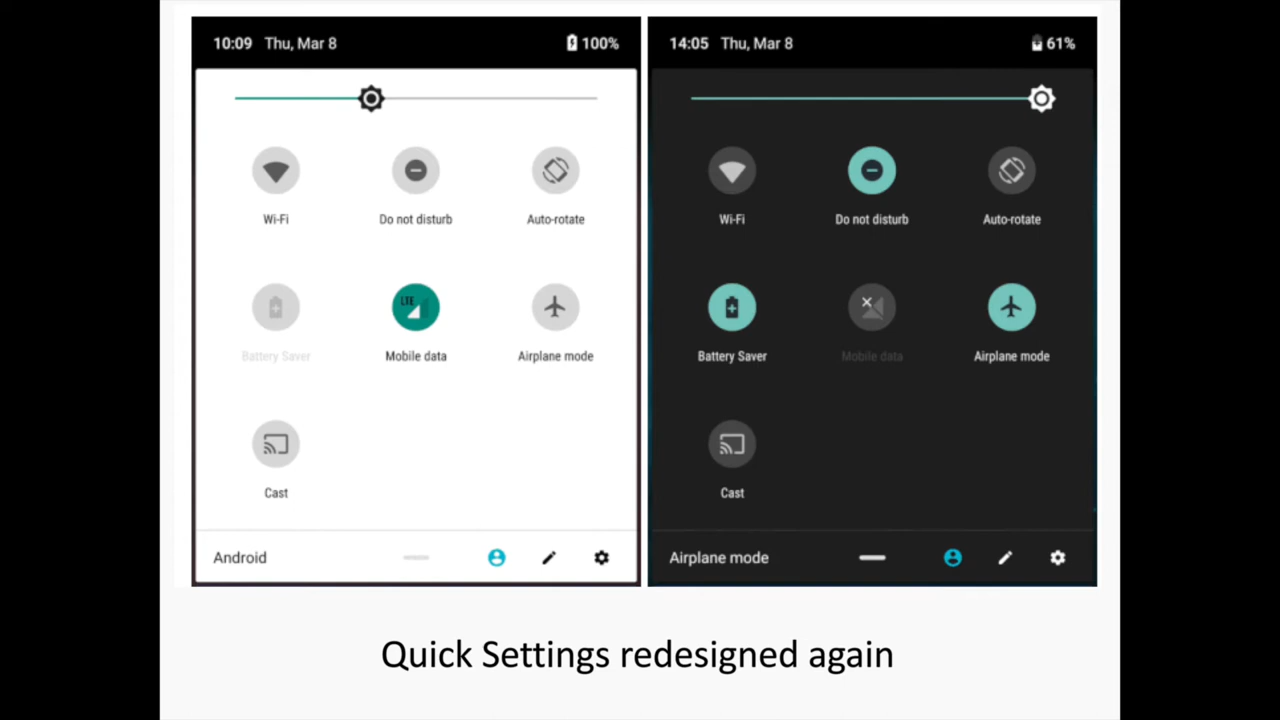 10:09 Thu, Mar 8 100%
Wi-Fi Do not disturb Auto-rotate
LTE
Battery Saver Mobile data Airplane mode
Cast
Android
14:05 Thu, Mar 8 61%
Wi-Fi Do not disturb Auto-rotate
Battery Saver Mobile data Airplane mode
Cast
Airplane mode
Quick Settings redesigned again